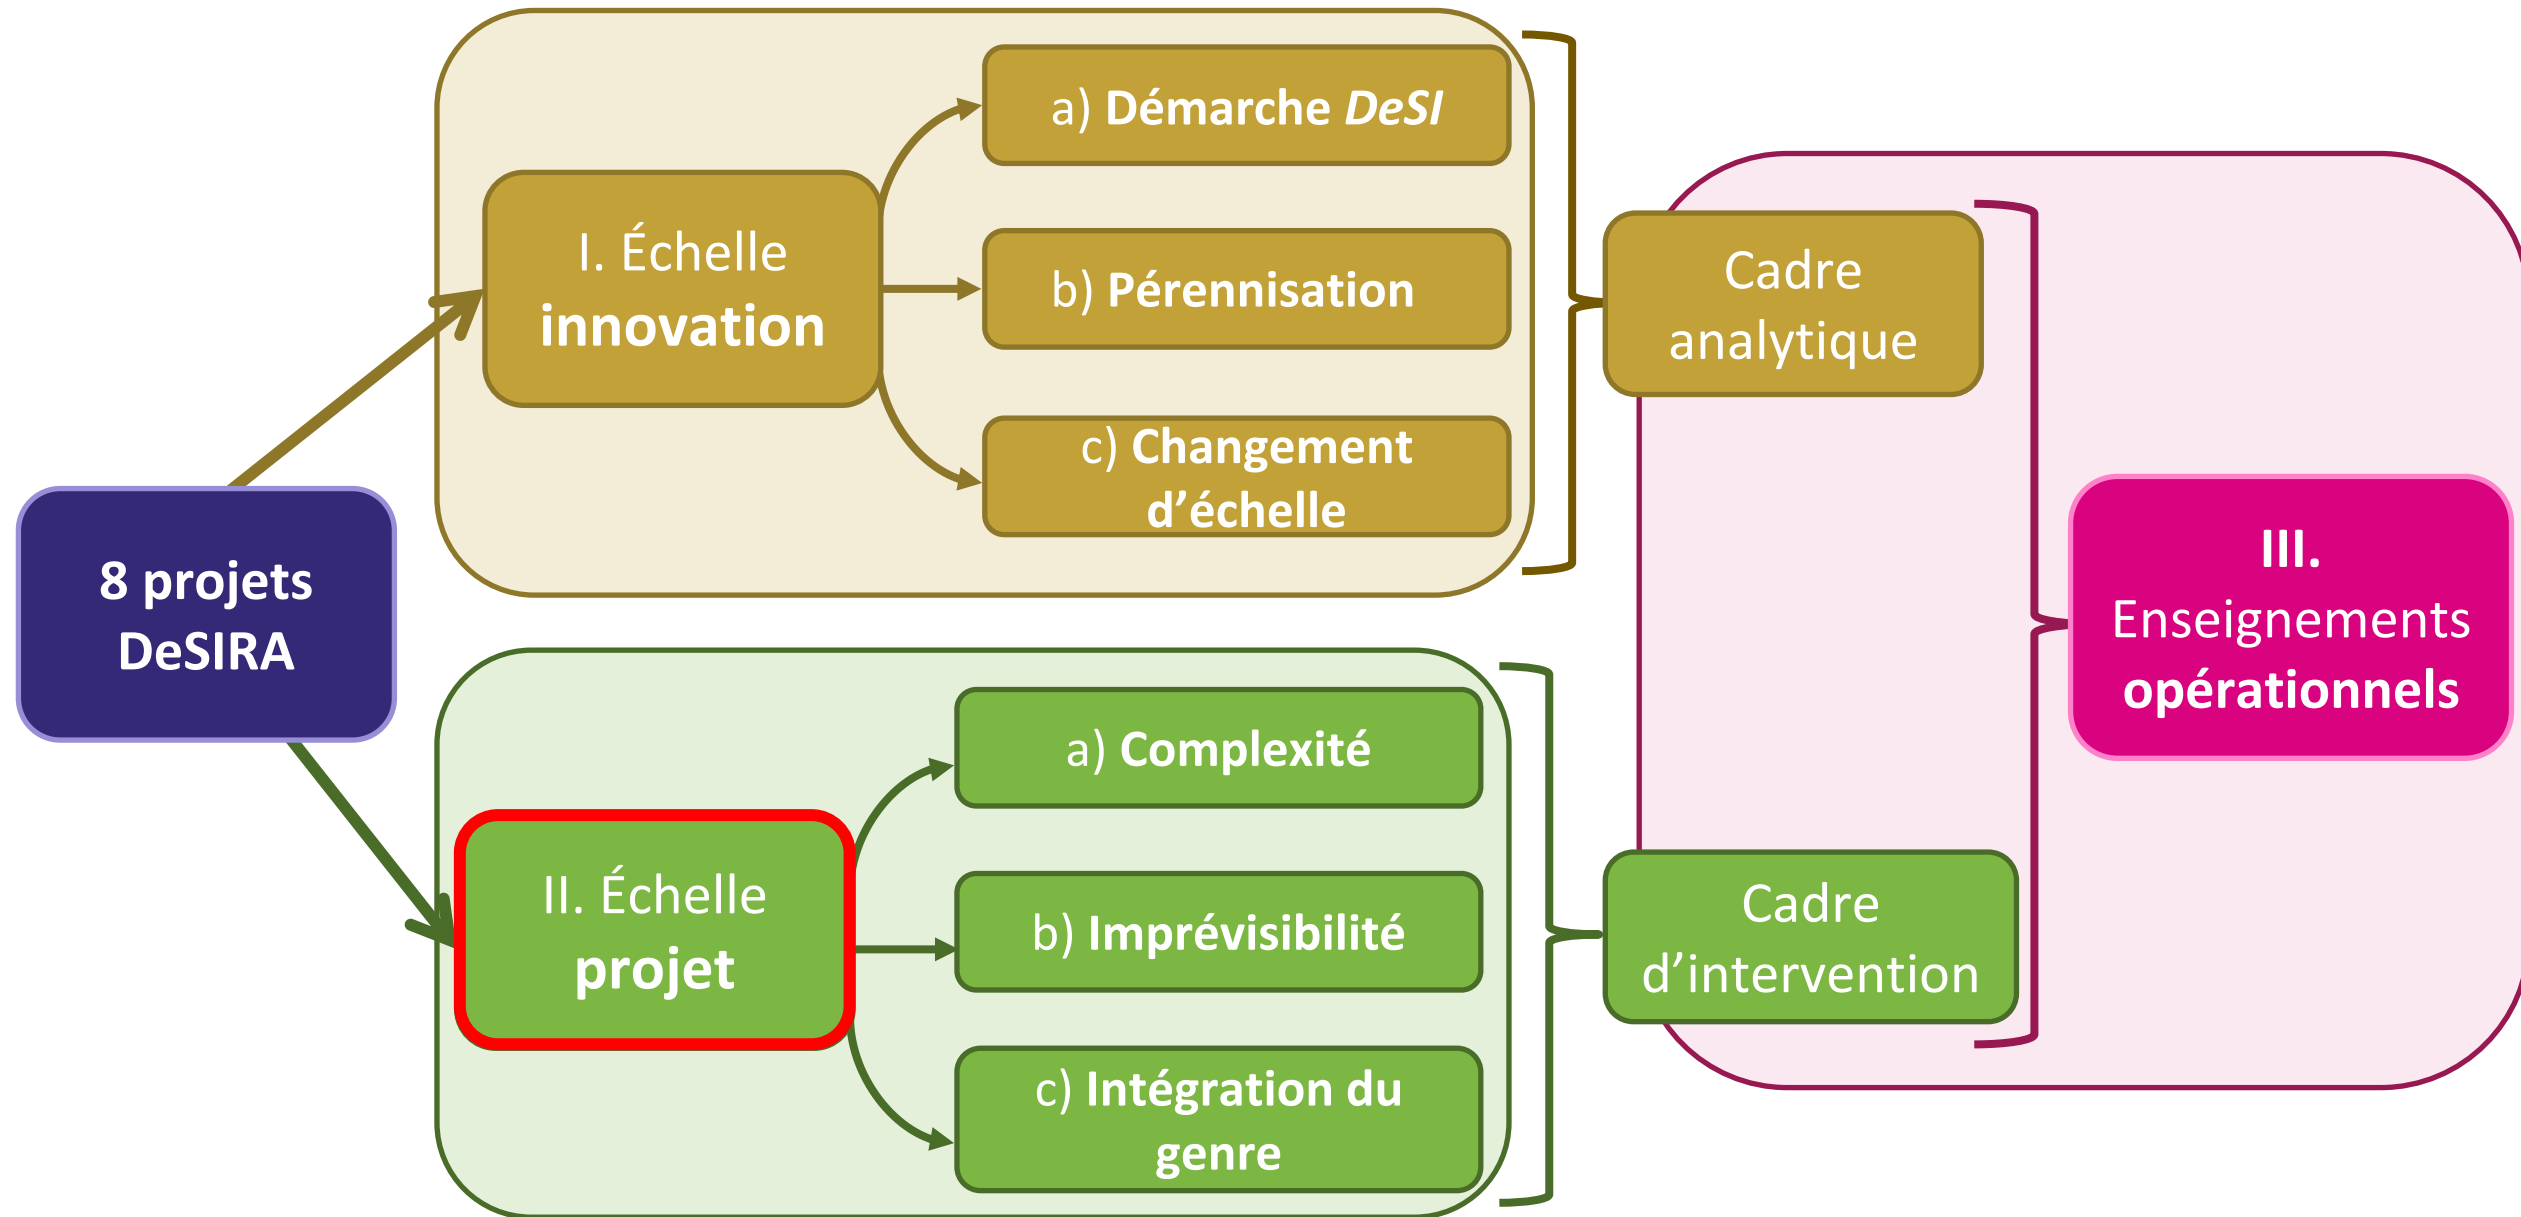 8 projets
DeSIRA
I. Échelle
innovation
a) Démarche DeSI
b) Pérennisation
c) Changement
d’échelle
Cadre
analytique
II. Échelle
projet
a) Complexité
b) Imprévisibilité
c) Intégration du
genre
Cadre
d’intervention
III.
Enseignements
opérationnels